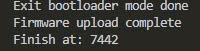 Exit bootloader mode done
Firmware upload complete
Finish at: 7442